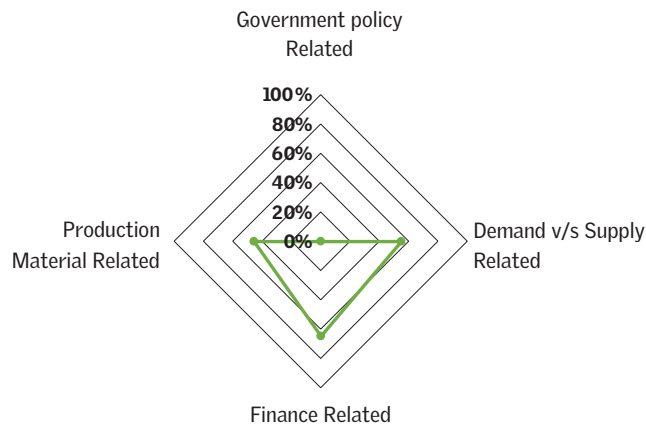 Government policy
Related
100%
80%
60%
40%
20%
0%
Production
Material Related
Demand v/s Supply
Related
Finance Related